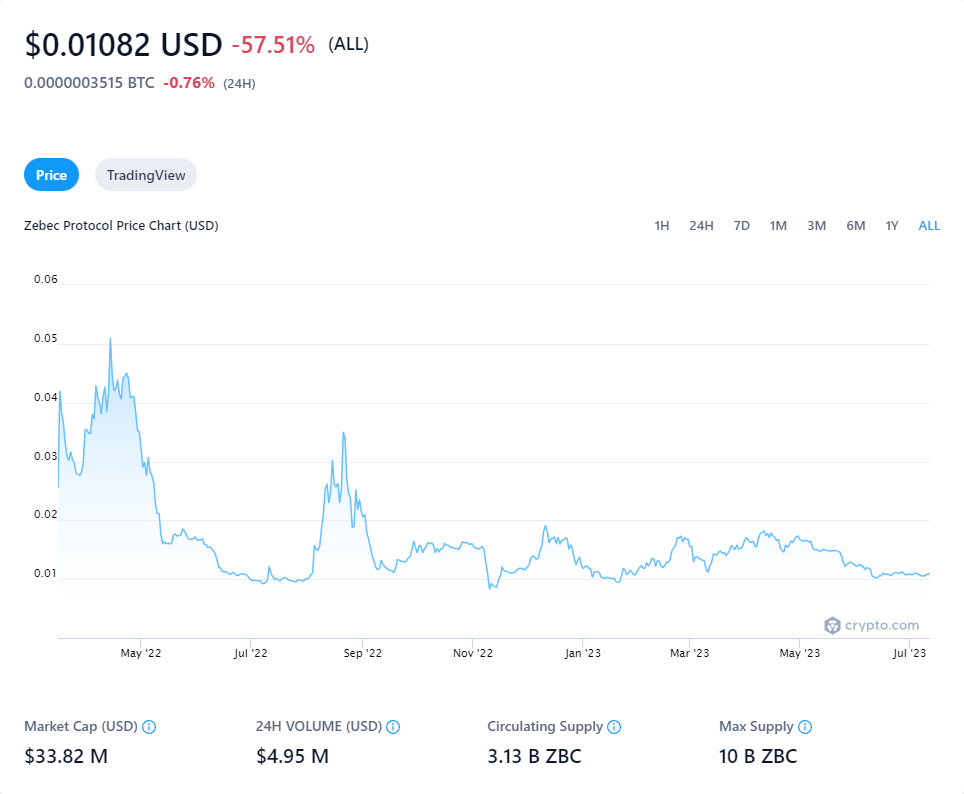 $0.01082 USD -57.51% (ALL)
0.0000003515 BTC -0.76% (24H)
Price TradingView
Zebec Protocol Price Chart (USD) 1H 24H 7D 1M 3M 6M 1Y ALL
0.06
0.05
0.04
0.03
0.02
0.01
crypto.com
May '22 Jul '22 Sep '22 Nov '22 Jan '23 Mar '23 May '23 Jul '23
Market Cap (USD) 24H VOLUME (USD) Circulating Supply Max Supply
$33.82 M $4.95 M 3.13 B ZBC 10 B ZBC